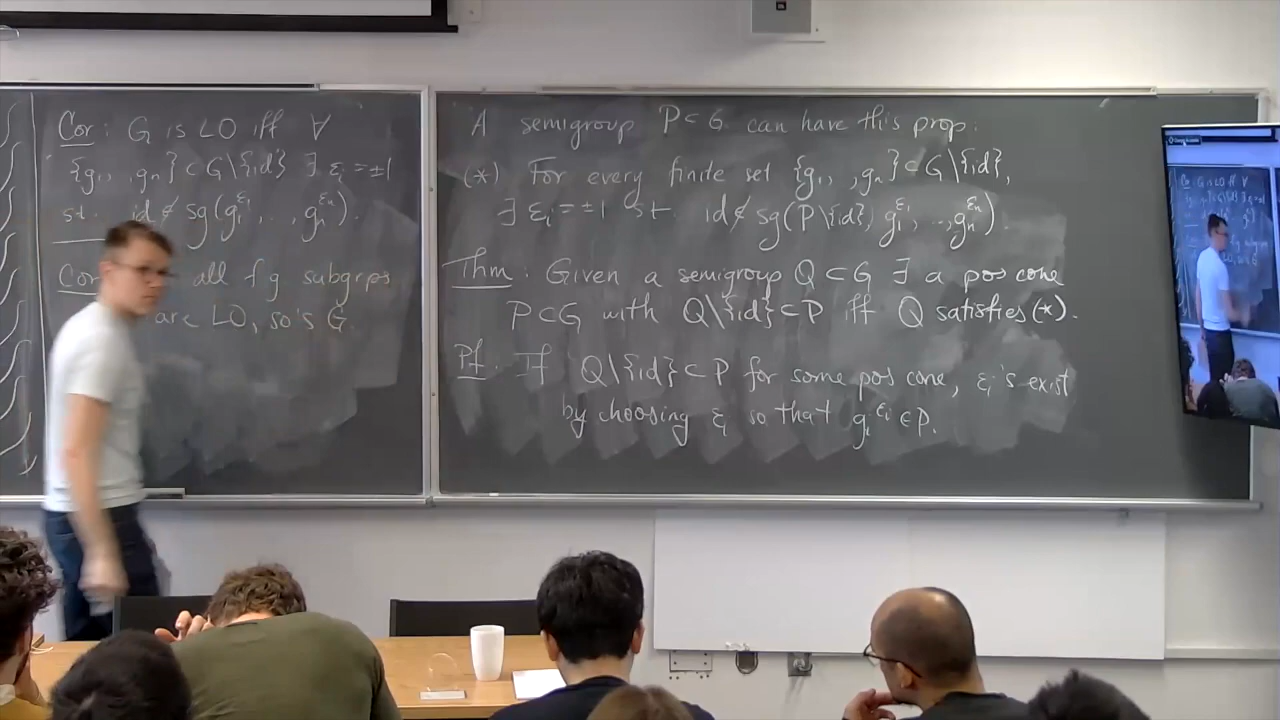 Cor: G is LO iff ∀
{g₁, ,gₙ}⊂G\{id} ∃ εᵢ=±1
st. id∉sg(g₁^ε₁, . . , gₙ^εₙ).
Cor all fg subgrps
are LO, so's G.
A semigroup P⊂G can have this prop:
(*) For every finite set {g₁, ,gₙ}⊂G\{id},
∃ εᵢ=±1 st. id∉sg(P\{id}, g₁^ε₁, . ., gₙ^εₙ).
Thm: Given a semigroup Q⊂G ∃ a pos cone
P⊂G with Q\{id}⊂P iff Q satisfies (*).
Pf. If Q\{id}⊂P for some pos cone, εᵢ's exist
by choosing εᵢ so that gᵢ^εᵢ∈P.